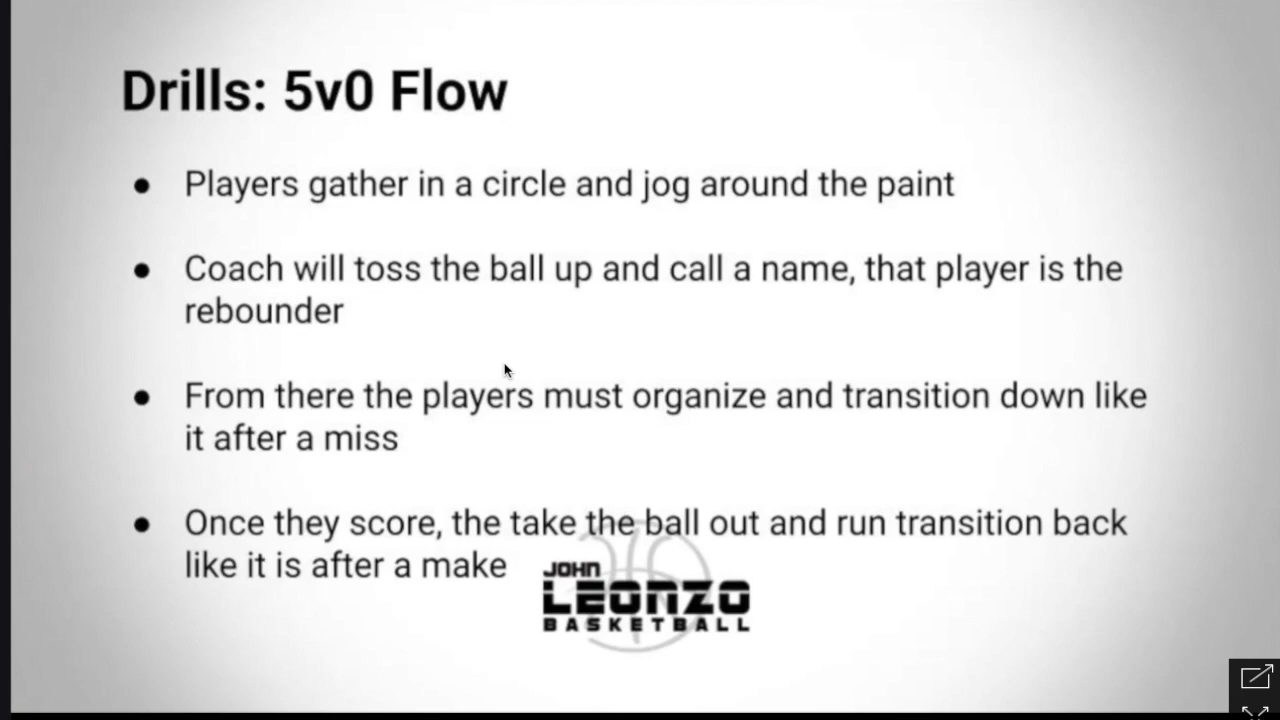 Drills: 5v0 Flow
● Players gather in a circle and jog around the paint
● Coach will toss the ball up and call a name, that player is the
rebounder
● From there the players must organize and transition down like
it after a miss
● Once they score, the take the ball out and run transition back
like it is after a make
JOHN
LEONZO
BASKETBALL